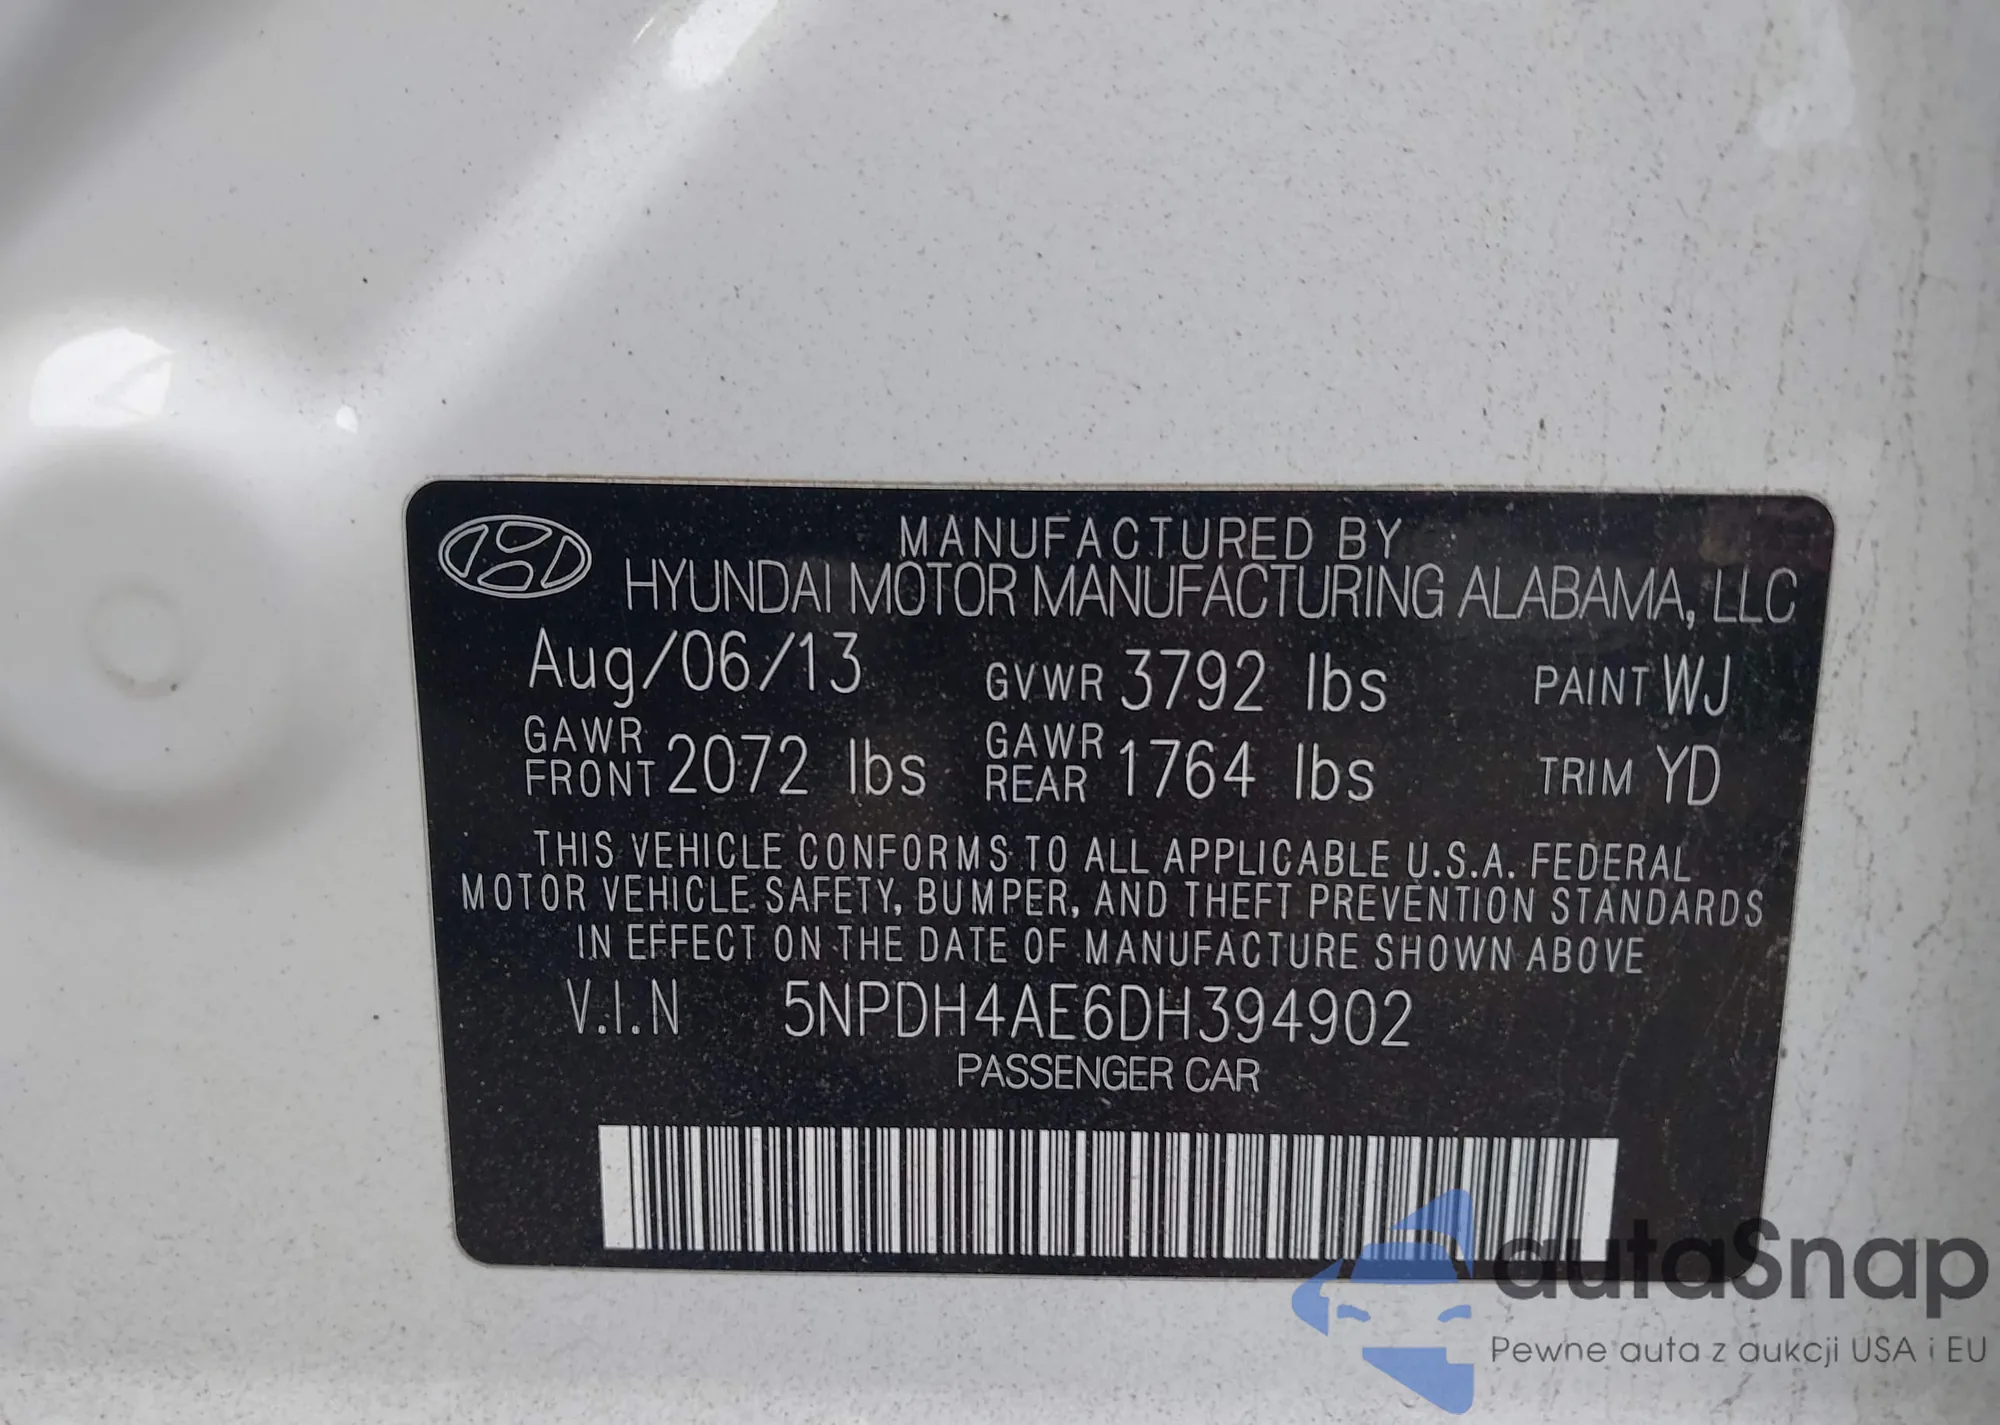 MANUFACTURED BY
HYUNDAI MOTOR MANUFACTURING ALABAMA, LLC
Aug/06/13 GVWR 3792 lbs PAINT WJ
GAWR FRONT 2072 lbs GAWR REAR 1764 lbs TRIM YD
THIS VEHICLE CONFORMS TO ALL APPLICABLE U.S.A. FEDERAL
MOTOR VEHICLE SAFETY, BUMPER, AND THEFT PREVENTION STANDARDS
IN EFFECT ON THE DATE OF MANUFACTURE SHOWN ABOVE
V.I.N 5NPDH4AE6DH394902
PASSENGER CAR
autaSnap
Pewne auta z aukcji USA i EU